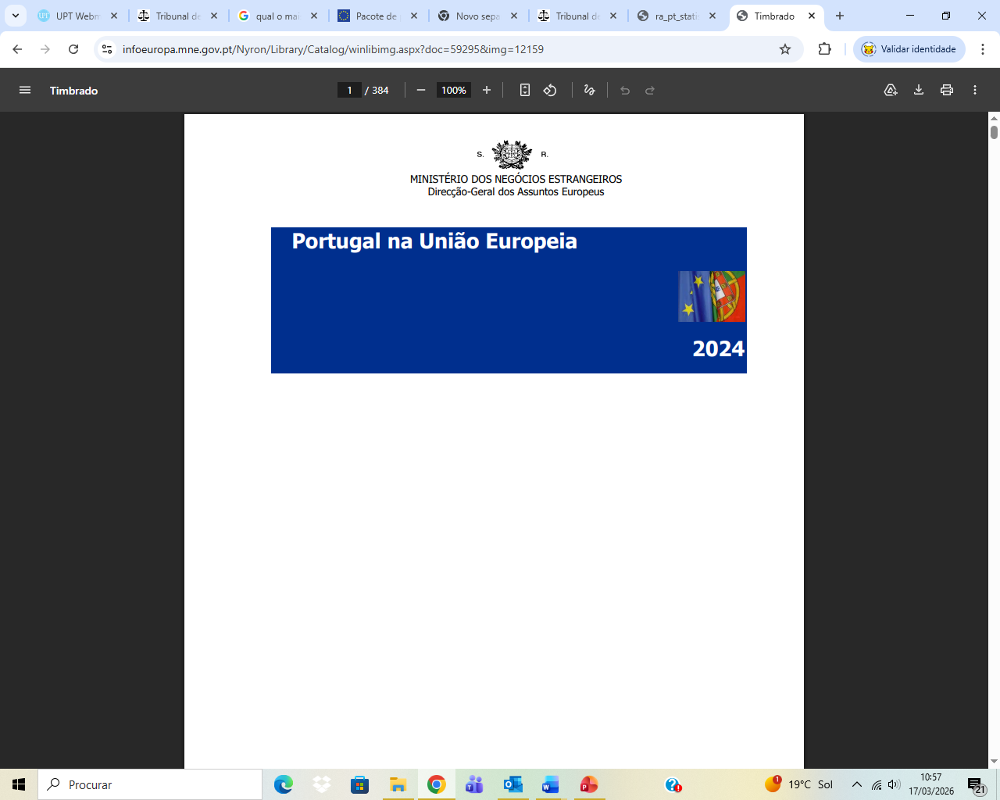 UPT Webm
Tribunal de
qual o mai
Pacote de
Novo sepa
Tribunal de
ra_pt_stati
Timbrado
infoeuropa.mne.gov.pt/Nyron/Library/Catalog/winlibimg.aspx?doc=59295&img=12159
Validar identidade
Timbrado
1 / 384
100%
S. R.
MINISTÉRIO DOS NEGÓCIOS ESTRANGEIROS
Direcção-Geral dos Assuntos Europeus
Portugal na União Europeia
2024
Procurar
1
19°C Sol
10:57
17/03/2026
21